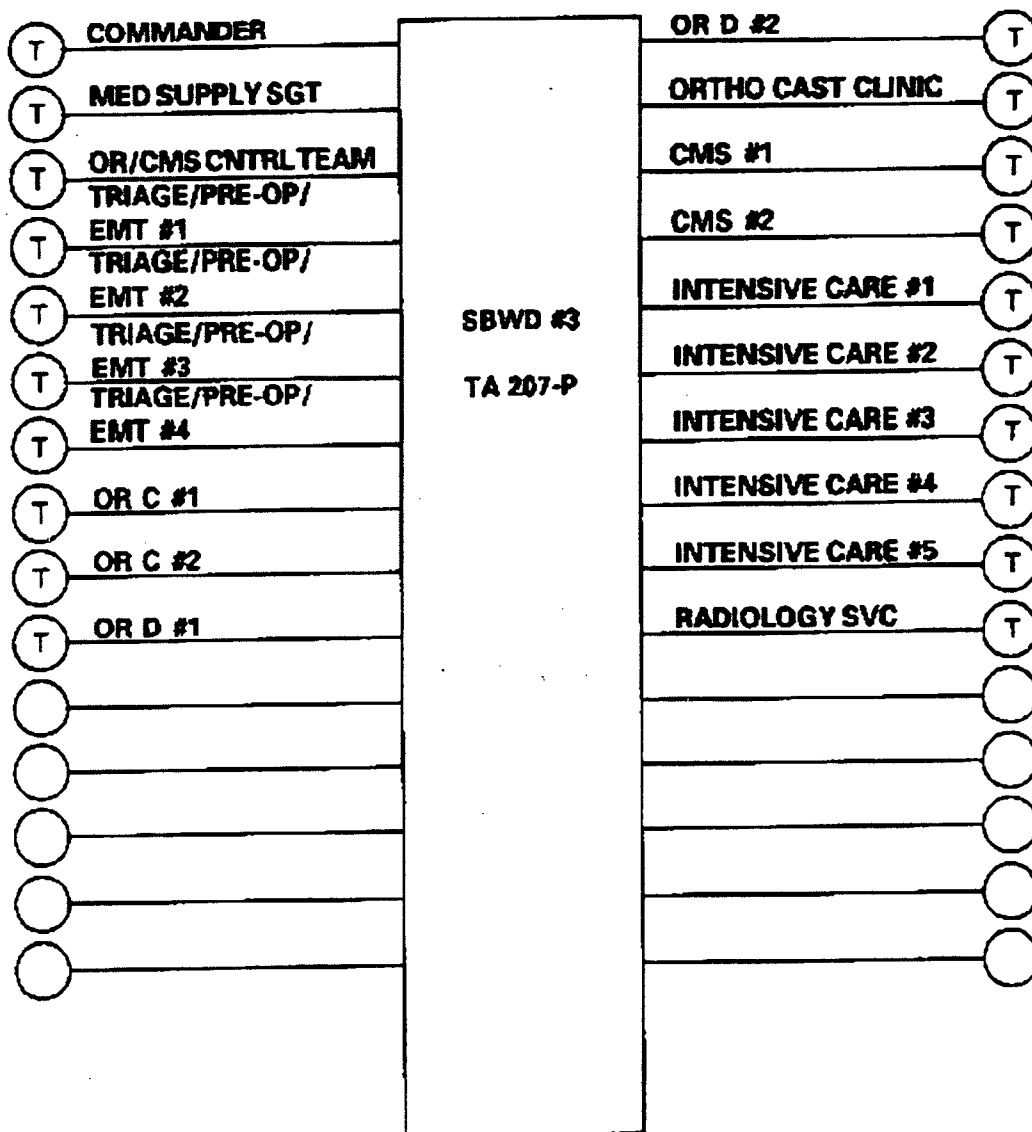 T COMMANDER
T MED SUPPLY SGT
T OR/CMS CNTRL TEAM
TRIAGE/PRE-OP/
T EMT #1
TRIAGE/PRE-OP/
T EMT #2
TRIAGE/PRE-OP/
T EMT #3
TRIAGE/PRE-OP/
T EMT #4
T OR C #1
T OR C #2
T OR D #1
SBWD #3
TA 207-P
OR D #2 T
ORTHO CAST CLINIC T
CMS #1 T
CMS #2 T
INTENSIVE CARE #1 T
INTENSIVE CARE #2 T
INTENSIVE CARE #3 T
INTENSIVE CARE #4 T
INTENSIVE CARE #5 T
RADIOLOGY SVC T